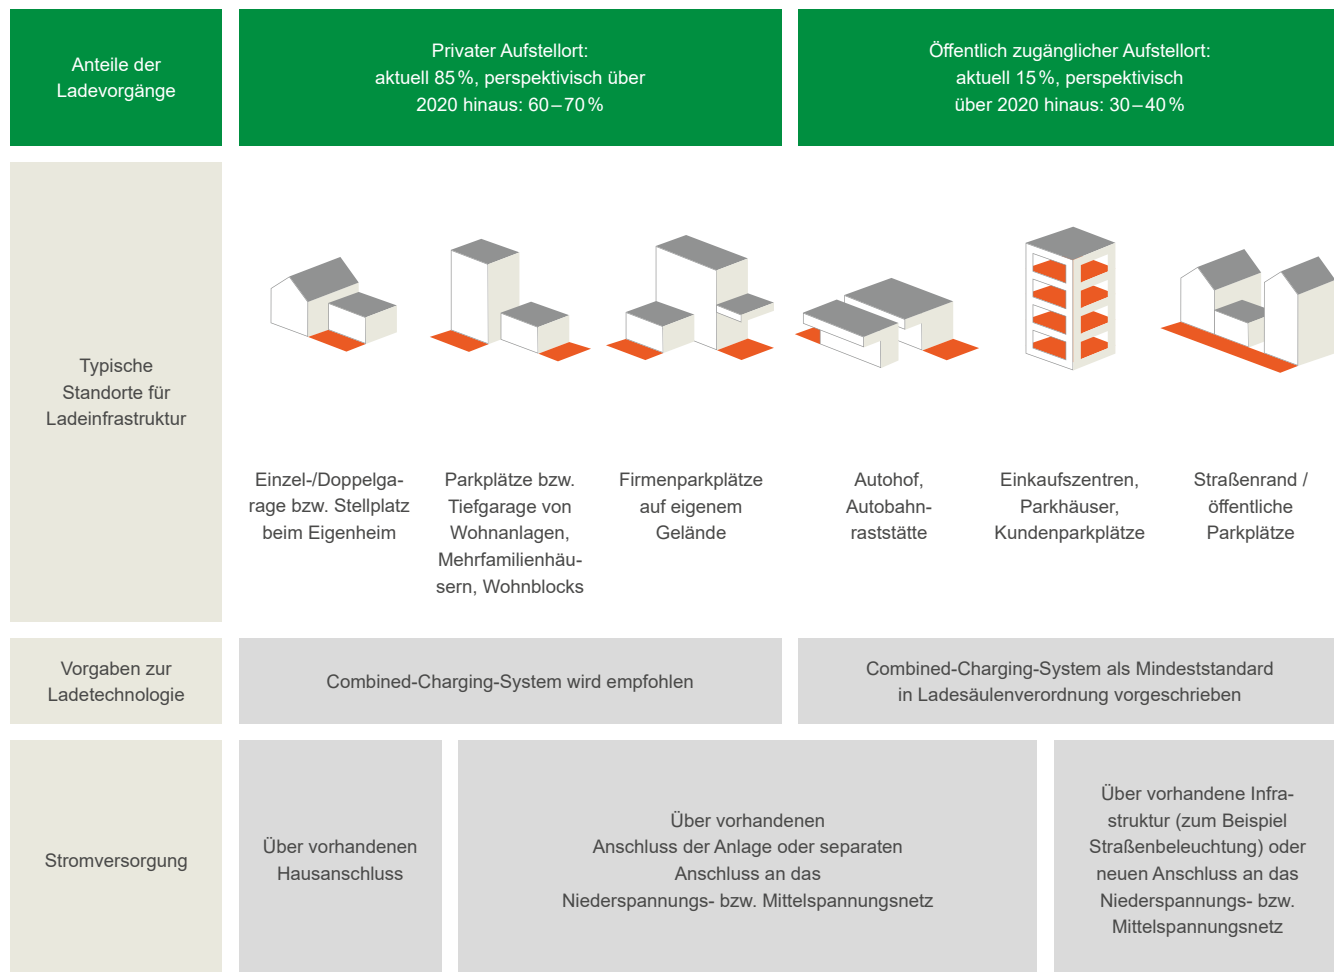 Anteile der
Ladevorgänge
Privater Aufstellort:
aktuell 85 %, perspektivisch über
2020 hinaus: 60 – 70 %
Öffentlich zugänglicher Aufstellort:
aktuell 15 %, perspektivisch
über 2020 hinaus: 30 – 40 %
Typische
Standorte für
Ladeinfrastruktur
Einzel-/Doppelga-
rage bzw. Stellplatz
beim Eigenheim
Parkplätze bzw.
Tiefgarage von
Wohnanlagen,
Mehrfamilienhäu-
sern, Wohnblocks
Firmenparkplätze
auf eigenem
Gelände
Autohof,
Autobahn-
raststätte
Einkaufszentren,
Parkhäuser,
Kundenparkplätze
Straßenrand /
öffentliche
Parkplätze
Vorgaben zur
Ladetechnologie
Combined-Charging-System wird empfohlen
Combined-Charging-System als Mindeststandard
in Ladesäulenverordnung vorgeschrieben
Stromversorgung
Über vorhandenen
Hausanschluss
Über vorhandenen
Anschluss der Anlage oder separaten
Anschluss an das
Niederspannungs- bzw. Mittelspannungsnetz
Über vorhandene Infra-
struktur (zum Beispiel
Straßenbeleuchtung) oder
neuen Anschluss an das
Niederspannungs- bzw.
Mittelspannungsnetz